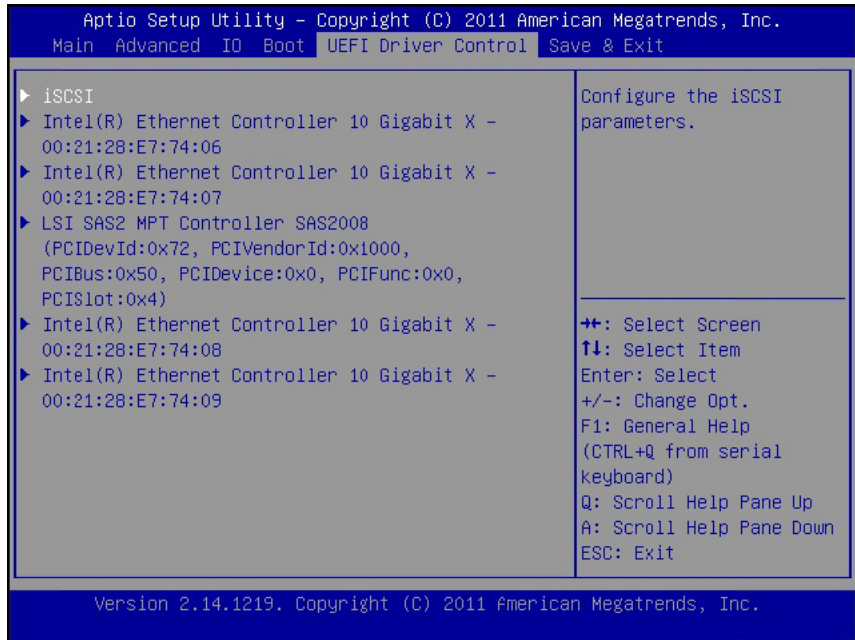 Aptio Setup Utility – Copyright (C) 2011 American Megatrends, Inc.
Main Advanced IO Boot UEFI Driver Control Save & Exit
▶ iSCSI
▶ Intel(R) Ethernet Controller 10 Gigabit X –
00:21:28:E7:74:06
▶ Intel(R) Ethernet Controller 10 Gigabit X –
00:21:28:E7:74:07
▶ LSI SAS2 MPT Controller SAS2008
(PCIDevId:0x72, PCIVendorId:0x1000,
PCIBus:0x50, PCIDevice:0x0, PCIFunc:0x0,
PCISlot:0x4)
▶ Intel(R) Ethernet Controller 10 Gigabit X –
00:21:28:E7:74:08
▶ Intel(R) Ethernet Controller 10 Gigabit X –
00:21:28:E7:74:09
Configure the iSCSI
parameters.
→←: Select Screen
↑↓: Select Item
Enter: Select
+/-: Change Opt.
F1: General Help
(CTRL+Q from serial
keyboard)
Q: Scroll Help Pane Up
A: Scroll Help Pane Down
ESC: Exit
Version 2.14.1219. Copyright (C) 2011 American Megatrends, Inc.